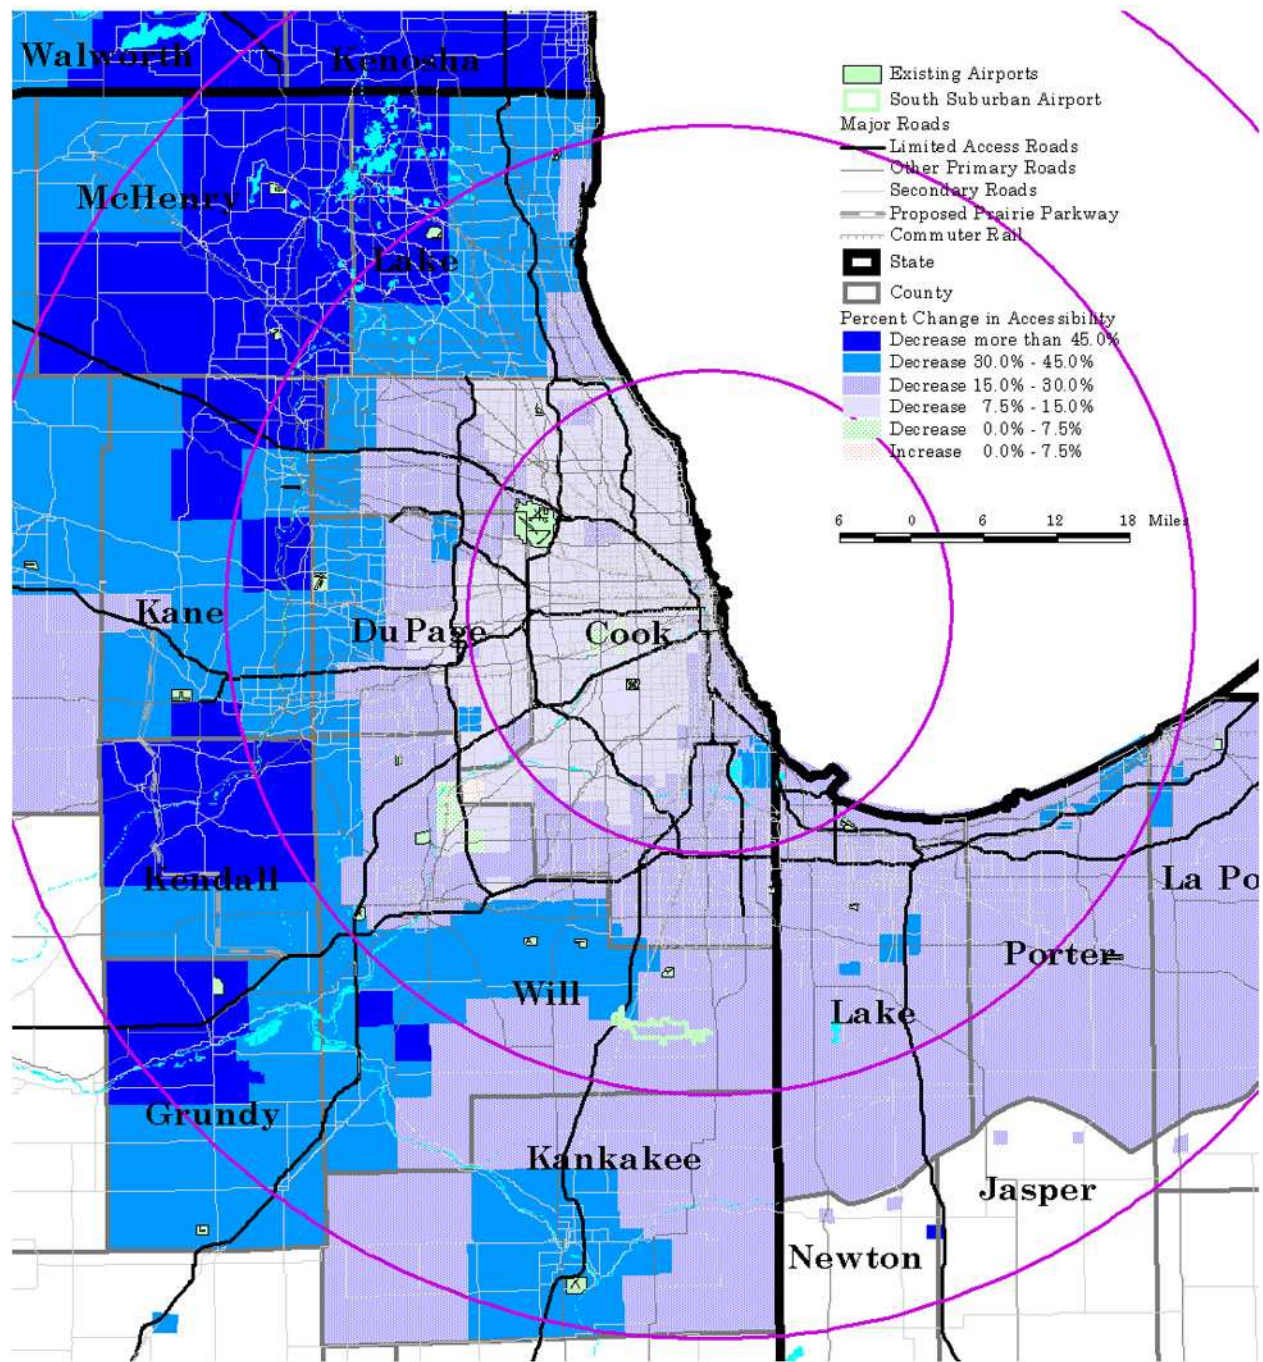 Walworth
Kenosha
Existing Airports
South Suburban Airport
Major Roads
Limited Access Roads
Other Primary Roads
Secondary Roads
Proposed Prairie Parkway
Commuter Rail
State
County
Percent Change in Accessibility
Decrease more than 45.0%
Decrease 30.0% - 45.0%
Decrease 15.0% - 30.0%
Decrease 7.5% - 15.0%
Decrease 0.0% - 7.5%
Increase 0.0% - 7.5%
McHenry
Lake
6 0 6 12 18 Miles
Kane
DuPage
Cook
Kendall
La Po
Porter
Will
Lake
Grundy
Kankakee
Jasper
Newton